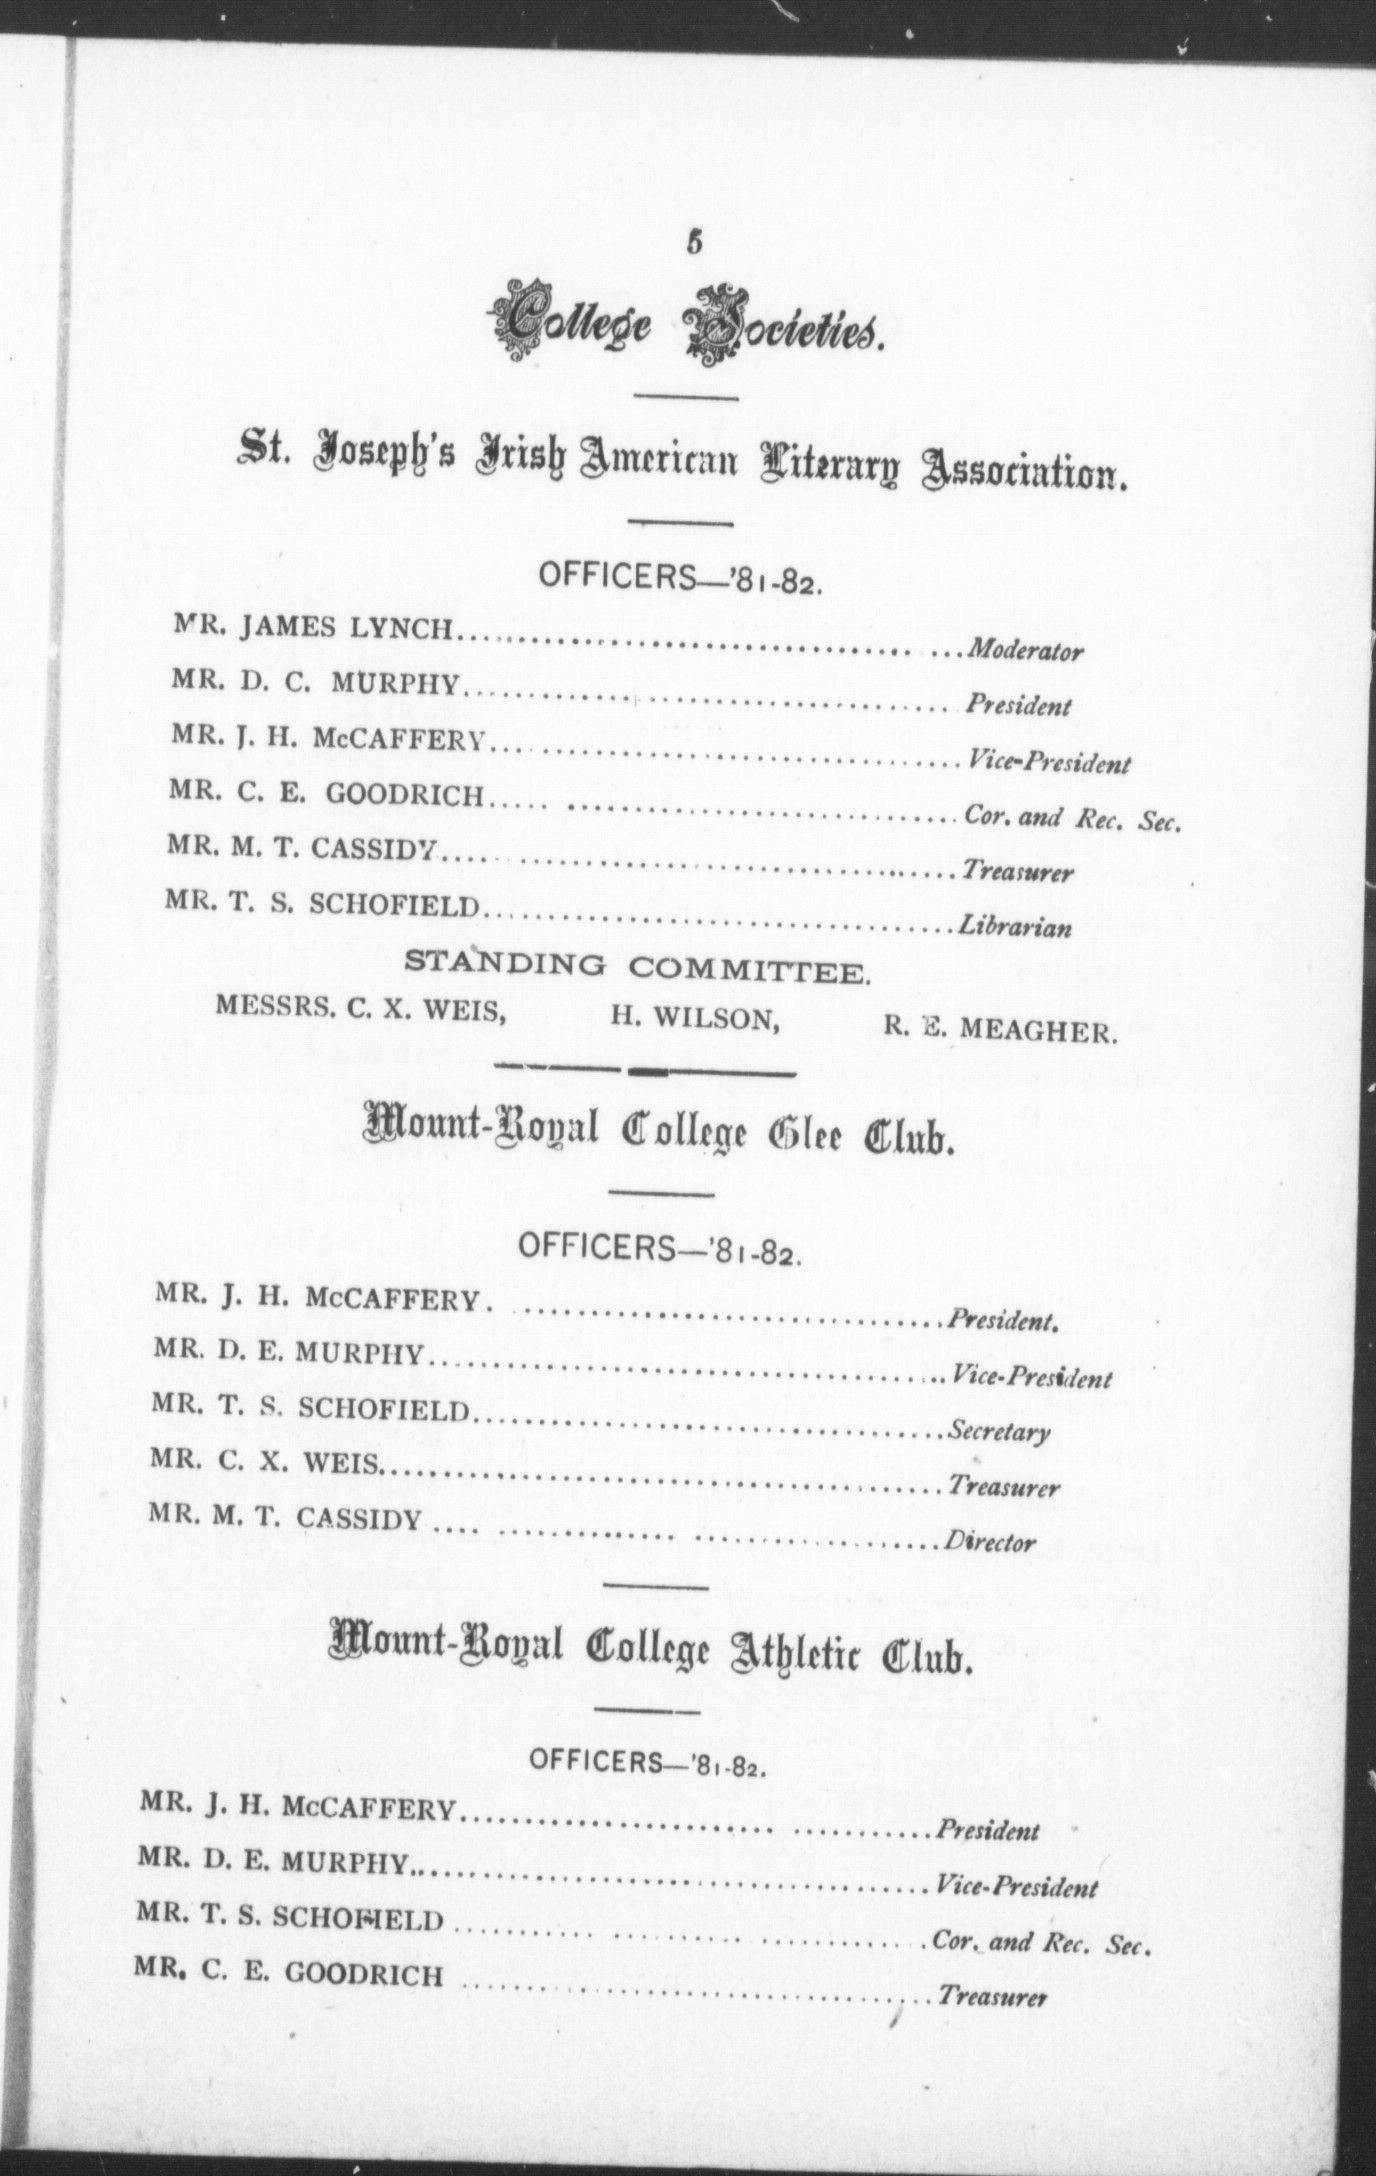 5
College Societies.
St. Joseph's Irish American Literary Association.
OFFICERS—'81-82.
MR. JAMES LYNCH........................................Moderator
MR. D. C. MURPHY........................................President
MR. J. H. McCAFFERY........................................Vice-President
MR. C. E. GOODRICH........................................Cor. and Rec. Sec.
MR. M. T. CASSIDY........................................Treasurer
MR. T. S. SCHOFIELD........................................Librarian
STANDING COMMITTEE.
MESSRS. C. X. WEIS, H. WILSON, R. E. MEAGHER.
Mount-Royal College Glee Club.
OFFICERS—'81-82.
MR. J. H. McCAFFERY........................................President.
MR. D. E. MURPHY........................................Vice-President
MR. T. S. SCHOFIELD........................................Secretary
MR. C. X. WEIS........................................Treasurer
MR. M. T. CASSIDY........................................Director
Mount-Royal College Athletic Club.
OFFICERS—'81-82.
MR. J. H. McCAFFERY........................................President
MR. D. E. MURPHY........................................Vice-President
MR. T. S. SCHOFIELD........................................Cor. and Rec. Sec.
MR. C. E. GOODRICH........................................Treasurer